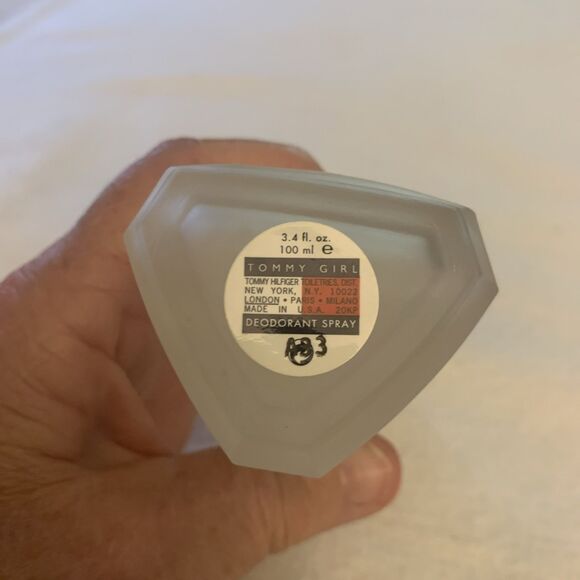 3.4 fl. oz.
100 ml ℮
TOMMY GIRL
TOMMY HILFIGER TOILETRIES, DIST.
NEW YORK, N.Y. 10022
LONDON • PARIS • MILANO
MADE IN U.S.A. 20KP
DEODORANT SPRAY